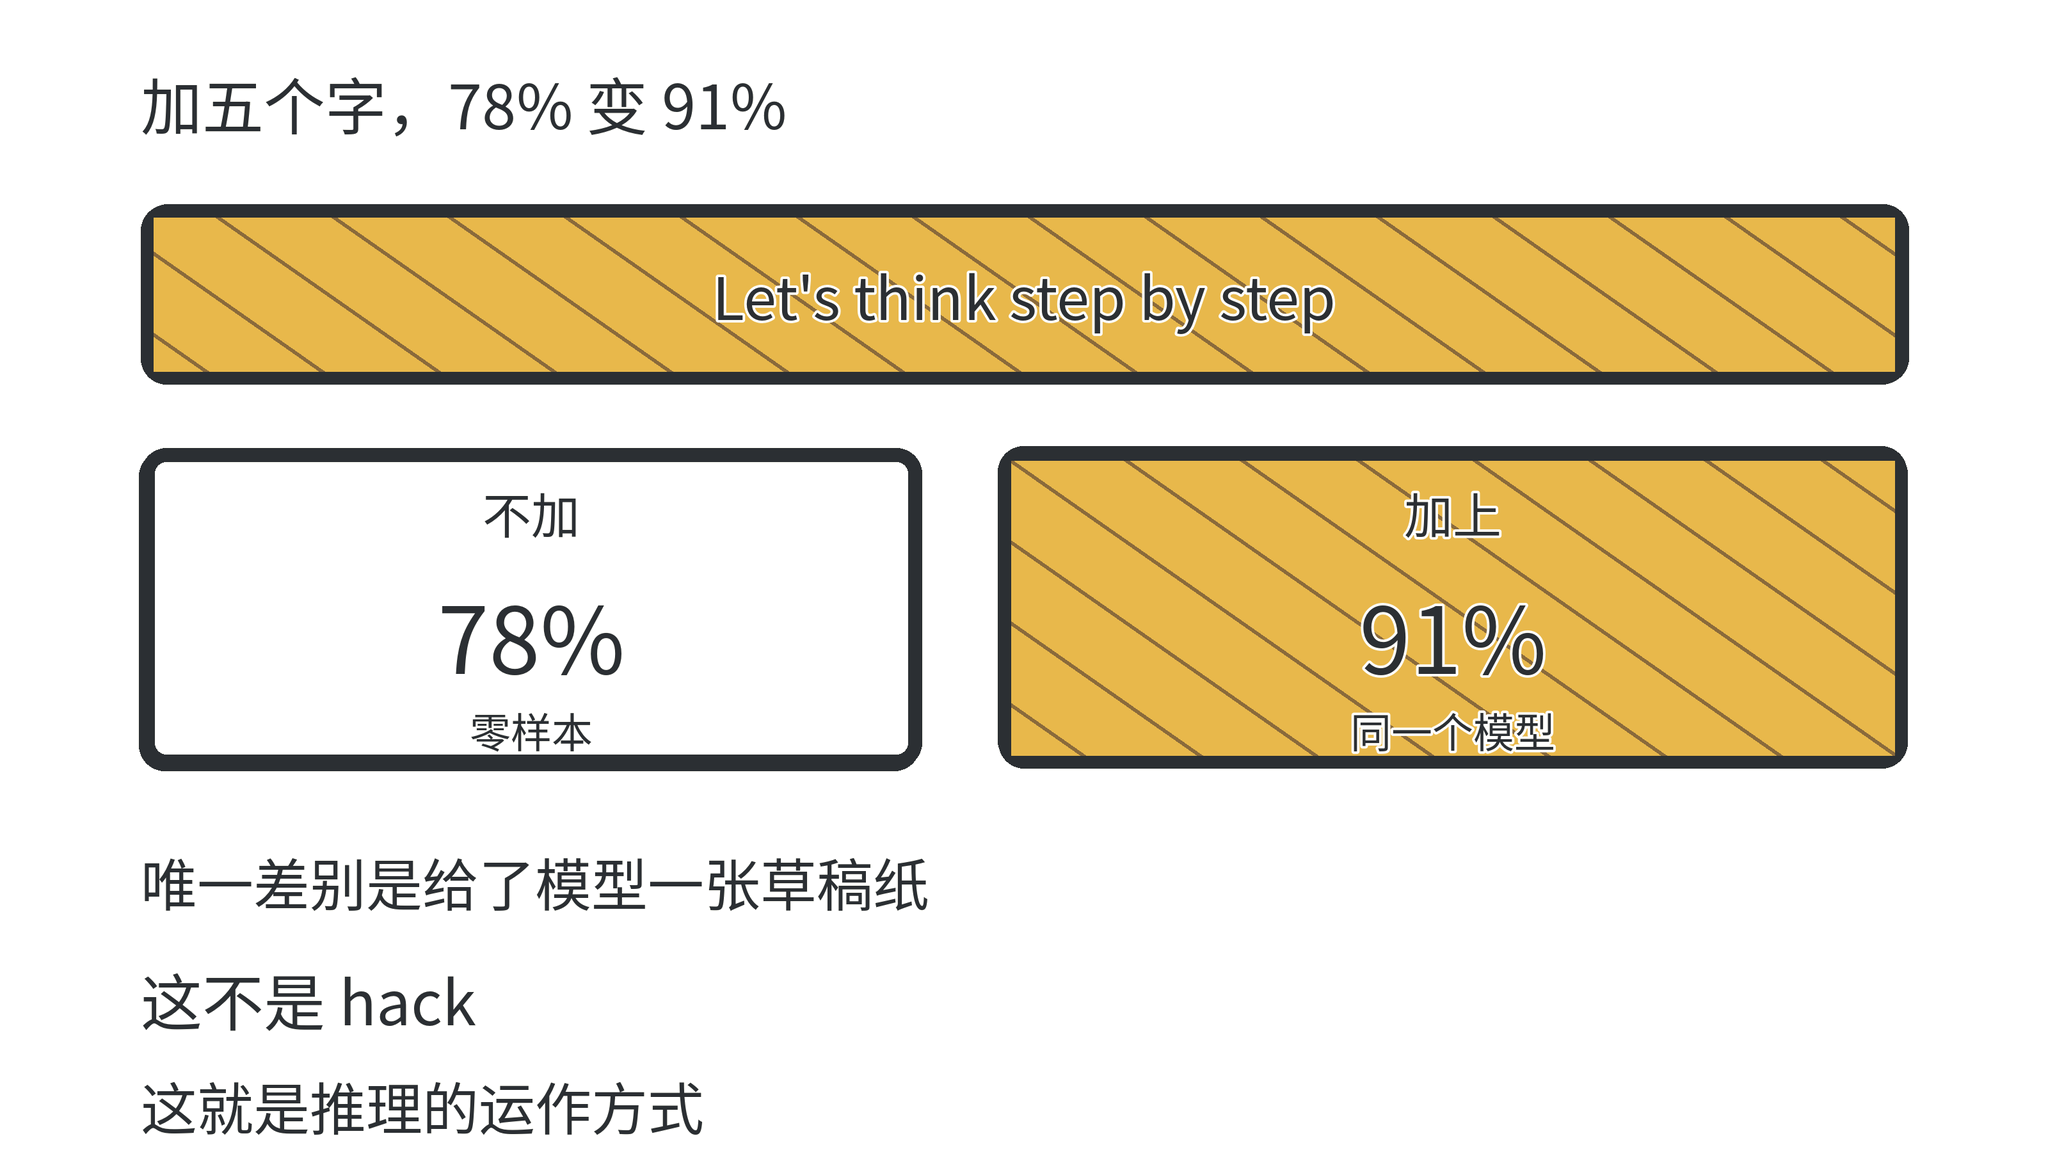 加五个字，78% 变 91%
Let's think step by step
不加
78%
零样本
加上
91%
同一个模型
唯一差别是给了模型一张草稿纸
这不是 hack
这就是推理的运作方式